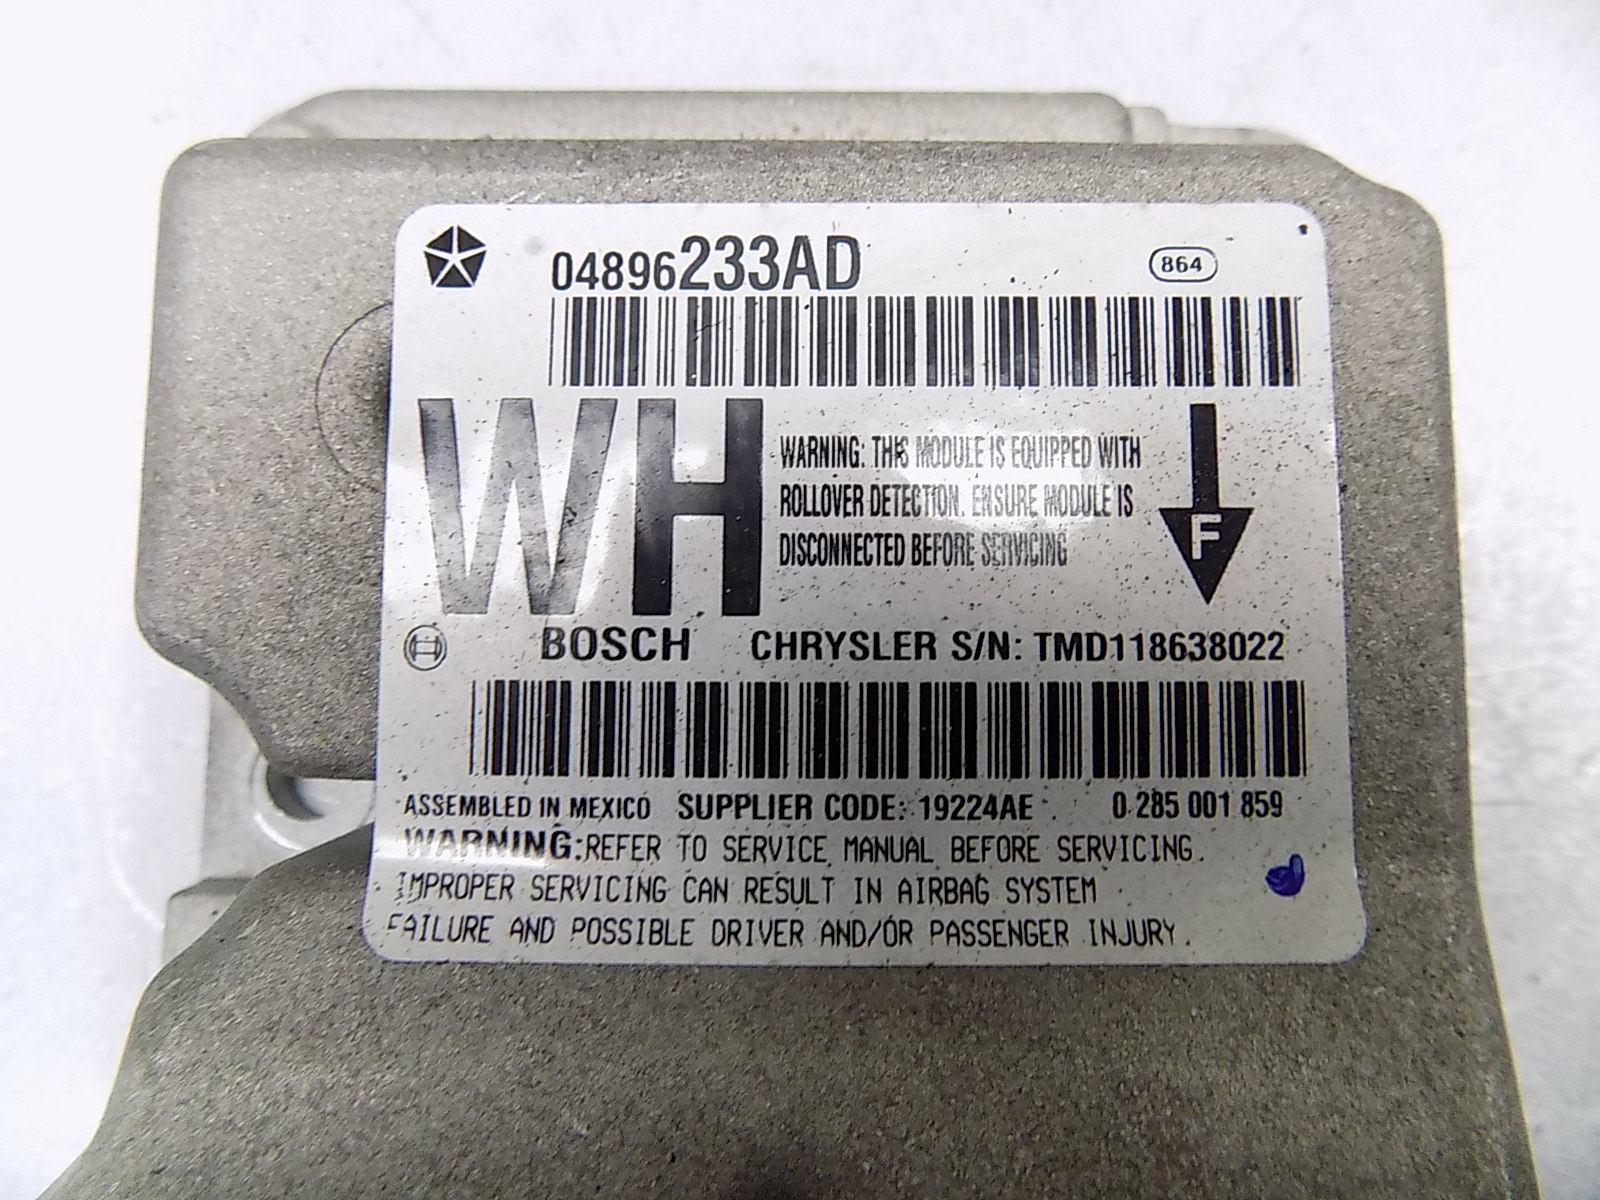 04896233AD
864
WH
WARNING: THIS MODULE IS EQUIPPED WITH
ROLLOVER DETECTION. ENSURE MODULE IS
DISCONNECTED BEFORE SERVICING
F
BOSCH CHRYSLER S/N: TMD118638022
ASSEMBLED IN MEXICO SUPPLIER CODE: 19224AE 0 285 001 859
WARNING:REFER TO SERVICE MANUAL BEFORE SERVICING.
IMPROPER SERVICING CAN RESULT IN AIRBAG SYSTEM
FAILURE AND POSSIBLE DRIVER AND/OR PASSENGER INJURY.